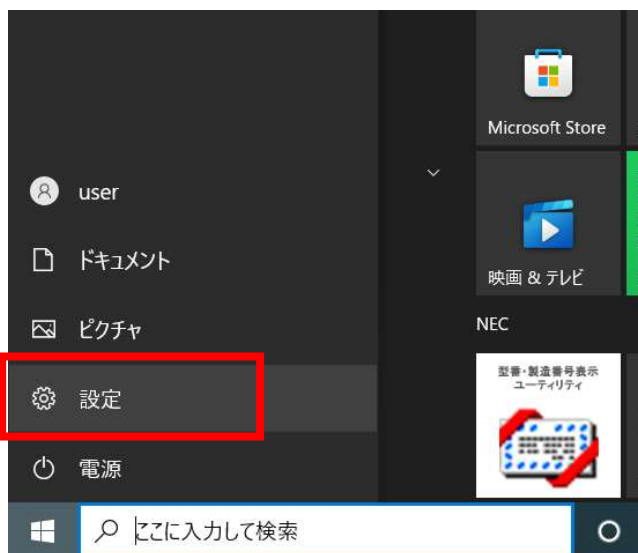 Microsoft Store
user
ドキュメント
映画 & テレビ
ピクチャ
NEC
型番・製造番号表示
ユーティリティ
設定
電源
ここに入力して検索